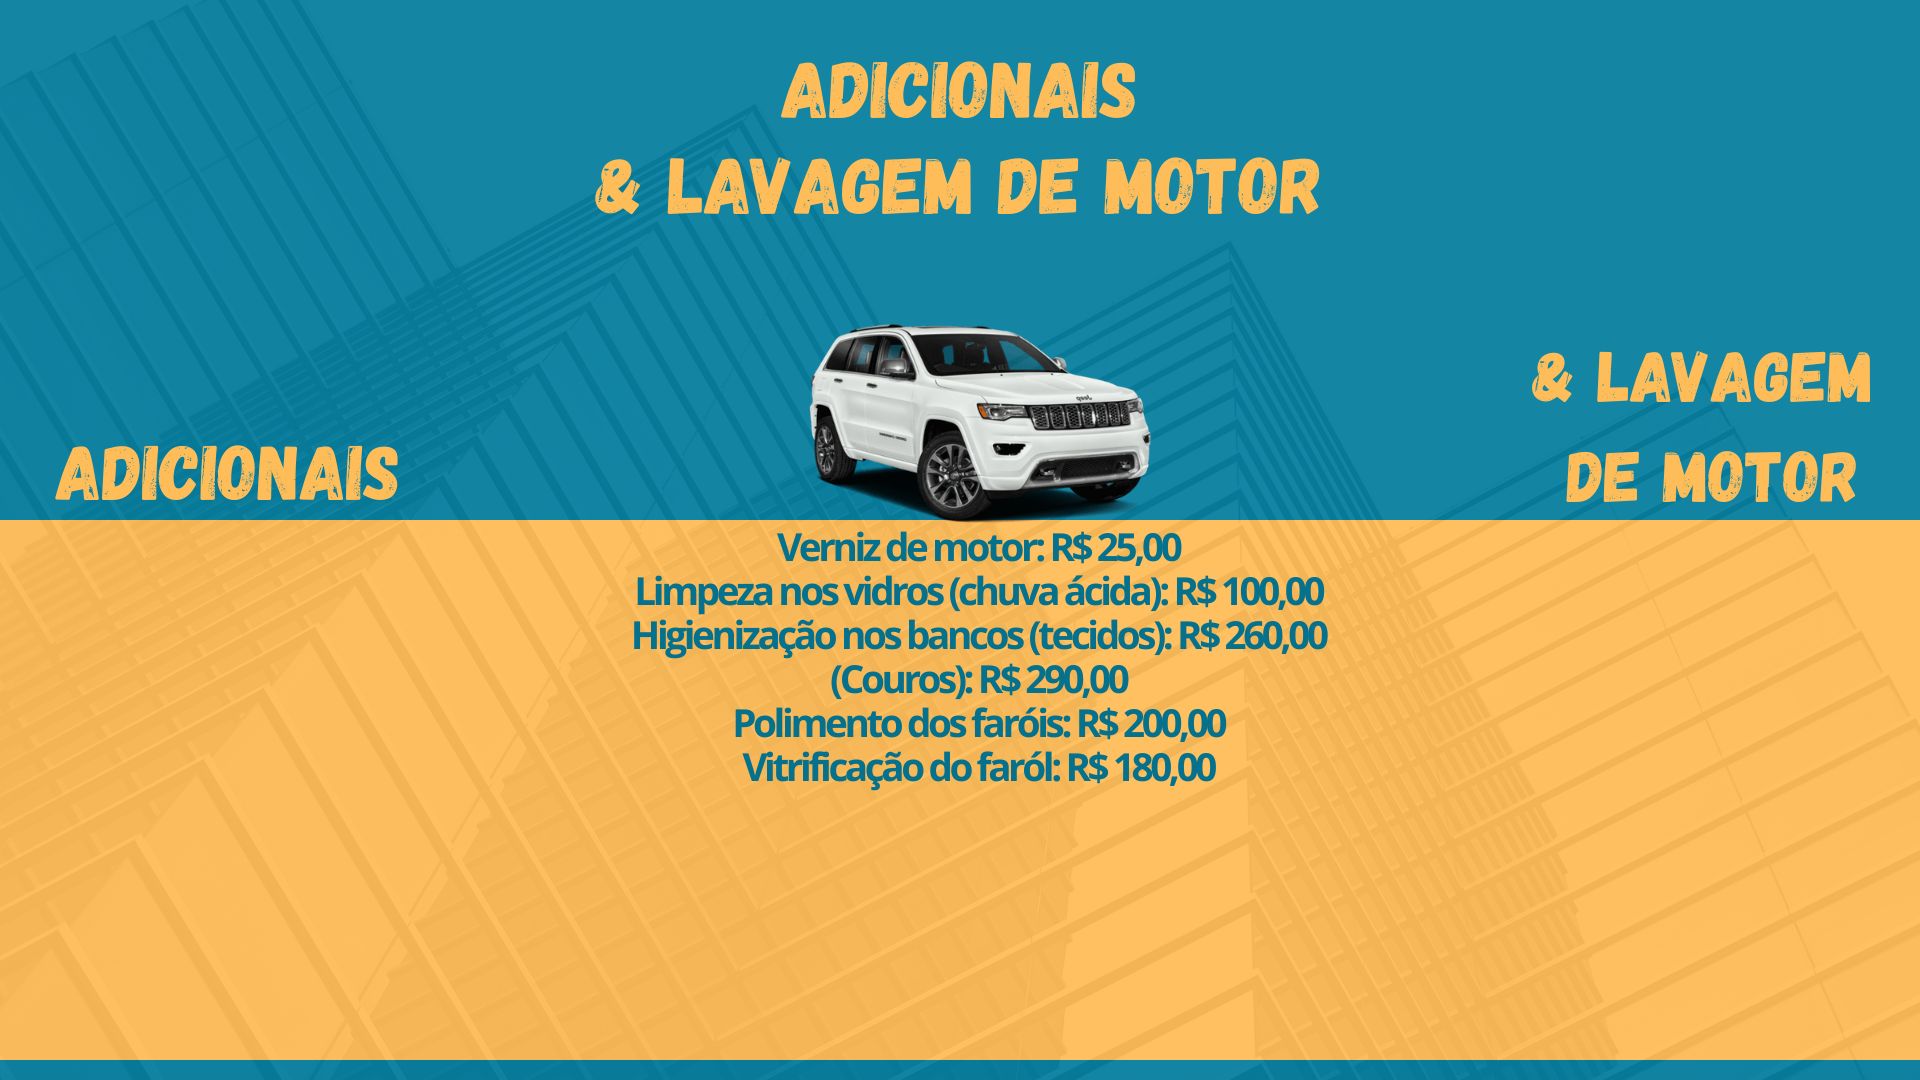 ADICIONAIS
& LAVAGEM DE MOTOR
& LAVAGEM
DE MOTOR
ADICIONAIS
Verniz de motor: R$ 25,00
Limpeza nos vidros (chuva ácida): R$ 100,00
Higienização nos bancos (tecidos): R$ 260,00
(Couros): R$ 290,00
Polimento dos faróis: R$ 200,00
Vitrificação do faról: R$ 180,00